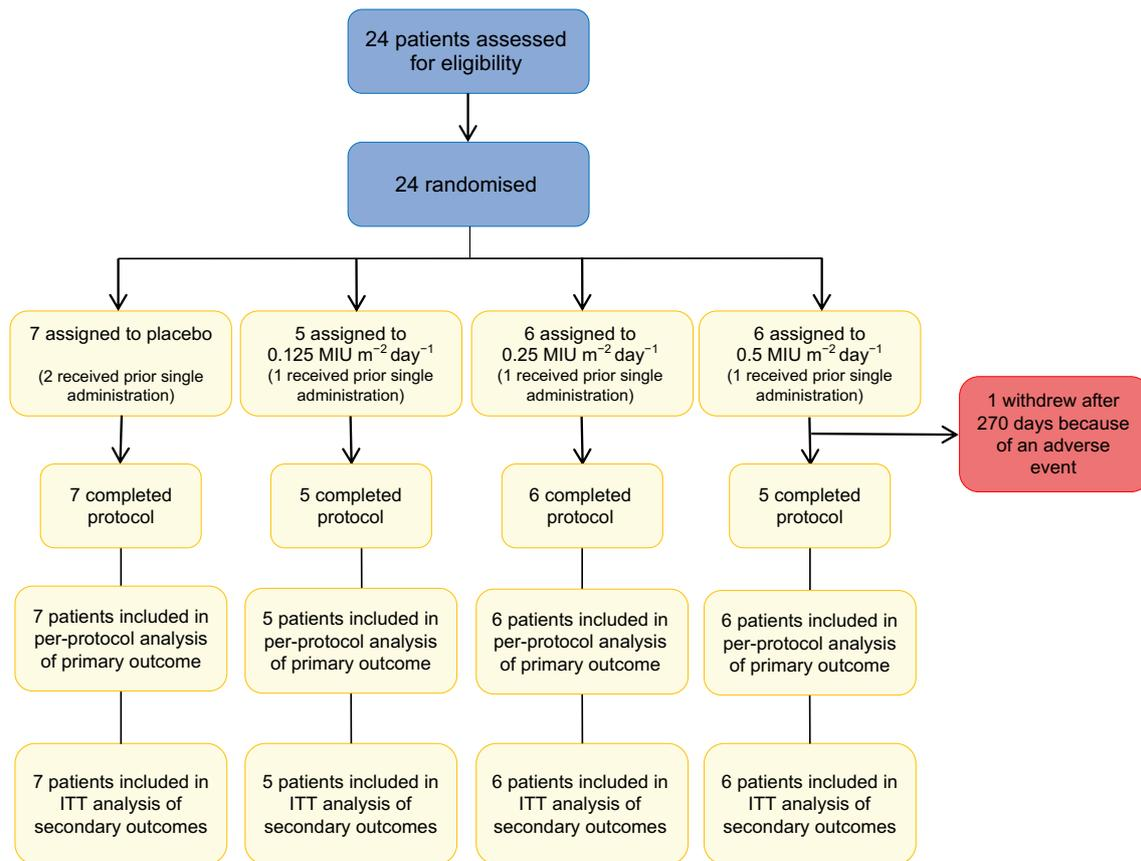 24 patients assessed
for eligibility
24 randomised
7 assigned to placebo
(2 received prior single
administration)
5 assigned to
0.125 MIU m⁻² day⁻¹
(1 received prior single
administration)
6 assigned to
0.25 MIU m⁻² day⁻¹
(1 received prior single
administration)
6 assigned to
0.5 MIU m⁻² day⁻¹
(1 received prior single
administration)
1 withdrew after
270 days because
of an adverse
event
7 completed
protocol
5 completed
protocol
6 completed
protocol
5 completed
protocol
7 patients included in
per-protocol analysis
of primary outcome
5 patients included in
per-protocol analysis
of primary outcome
6 patients included in
per-protocol analysis
of primary outcome
6 patients included in
per-protocol analysis
of primary outcome
7 patients included in
ITT analysis of
secondary outcomes
5 patients included in
ITT analysis of
secondary outcomes
6 patients included in
ITT analysis of
secondary outcomes
6 patients included in
ITT analysis of
secondary outcomes